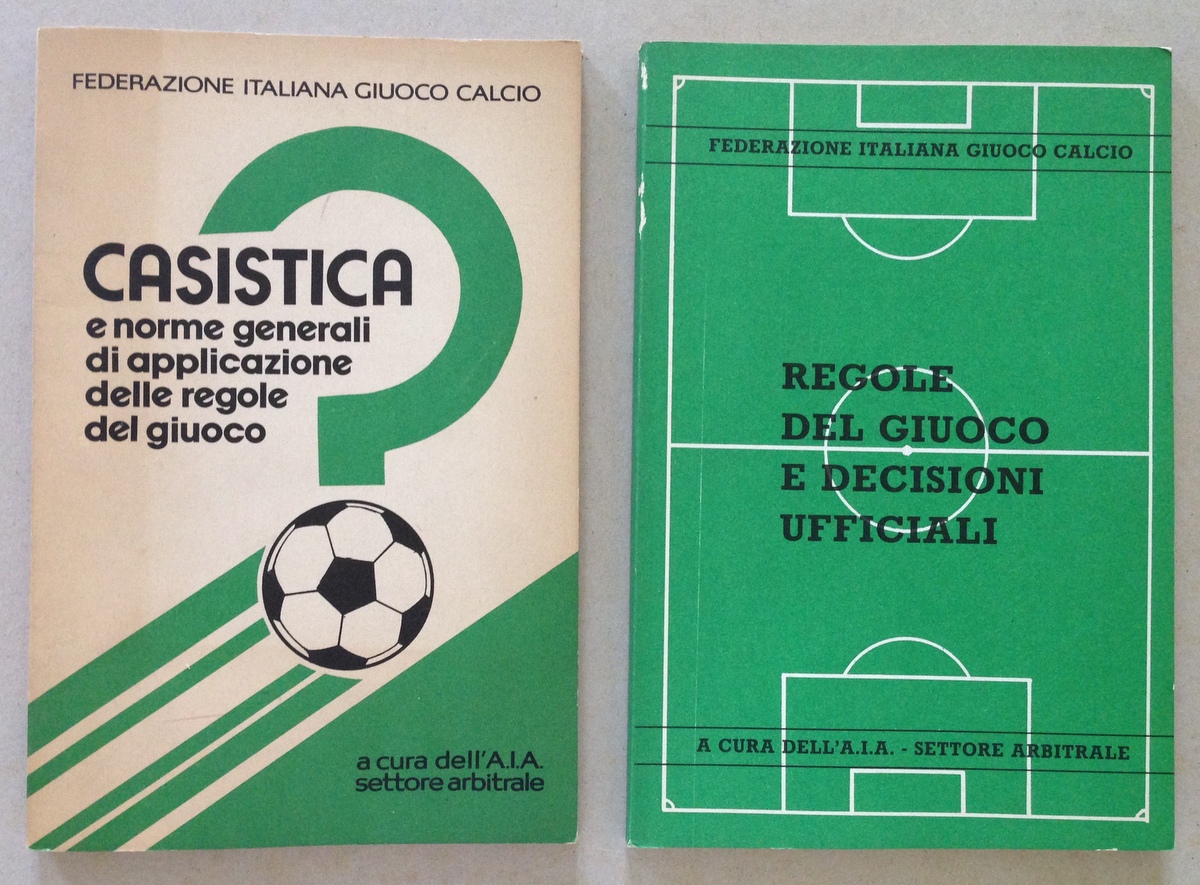 FEDERAZIONE ITALIANA GIUOCO CALCIO
CASISTICA
e norme generali
di applicazione
delle regole
del giuoco
a cura dell'A.I.A.
settore arbitrale
FEDERAZIONE ITALIANA GIUOCO CALCIO
REGOLE
DEL GIUOCO
E DECISIONI
UFFICIALI
A CURA DELL'A.I.A. - SETTORE ARBITRALE